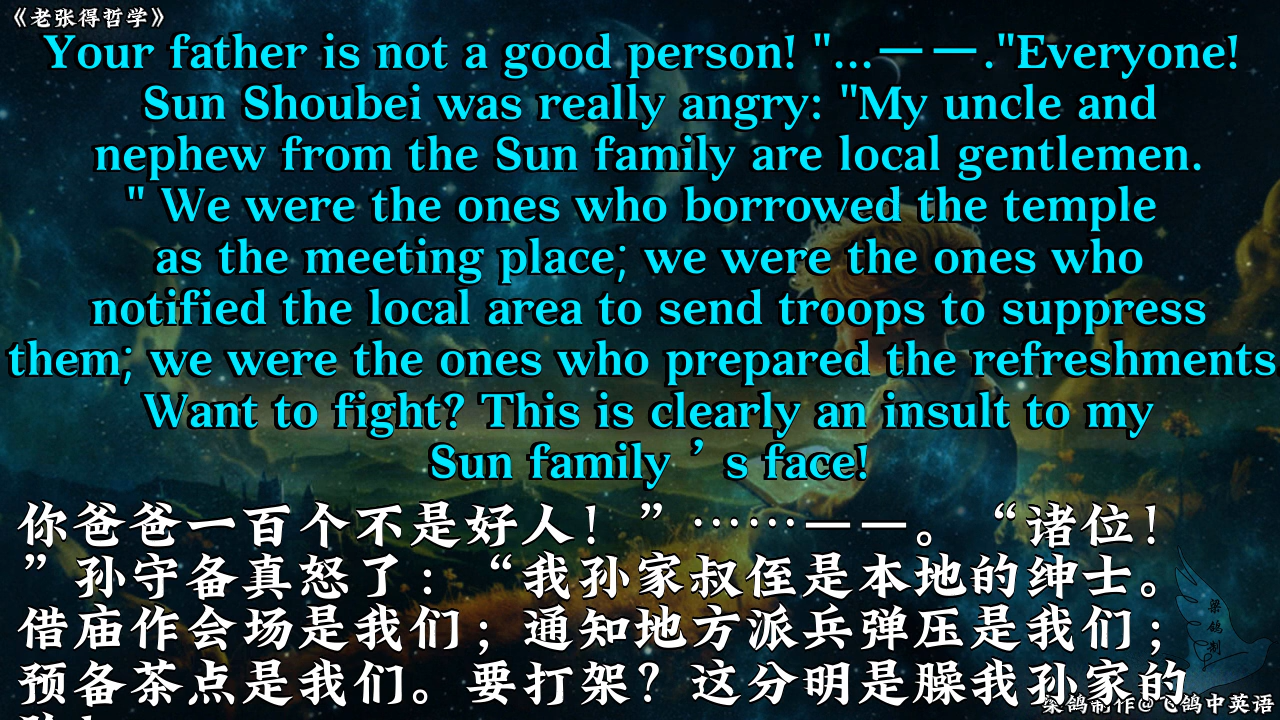 《老张得哲学》
Your father is not a good person! "...一一."Everyone!
Sun Shoubei was really angry: "My uncle and
nephew from the Sun family are local gentlemen.
" We were the ones who borrowed the temple
as the meeting place; we were the ones who
notified the local area to send troops to suppress
them; we were the ones who prepared the refreshments
Want to fight? This is clearly an insult to my
Sun family ’ s face!
你爸爸一百个不是好人！”……一一。“诸位！
”孙守备真怒了：“我孙家叔侄是本地的绅士。
借庙作会场是我们；通知地方派兵弹压是我们；
预备茶点是我们。要打架？这分明是臊我孙家的
梁鸽制
梁鸽制作@飞鸽中英语